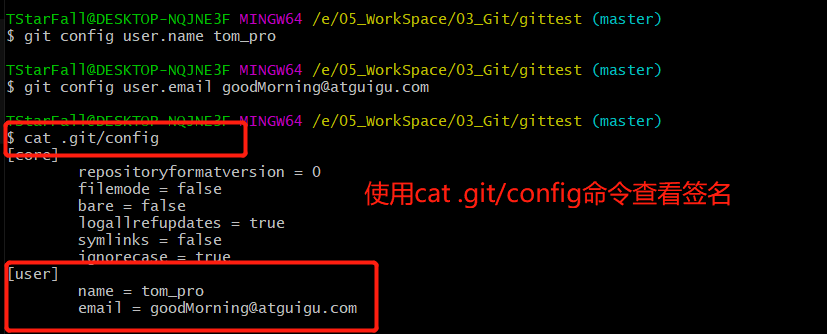 TStarFall@DESKTOP-NQJNE3F MINGW64 /e/05_WorkSpace/03_Git/gittest (master)
$ git config user.name tom_pro
TStarFall@DESKTOP-NQJNE3F MINGW64 /e/05_WorkSpace/03_Git/gittest (master)
$ git config user.email goodMorning@atguigu.com
TStarFall@DESKTOP-NQJNE3F MINGW64 /e/05_WorkSpace/03_Git/gittest (master)
$ cat .git/config
[core]
repositoryformatversion = 0
filemode = false
bare = false
logallrefupdates = true
symlinks = false
ignorecase = true
使用cat .git/config命令查看签名
[user]
name = tom_pro
email = goodMorning@atguigu.com